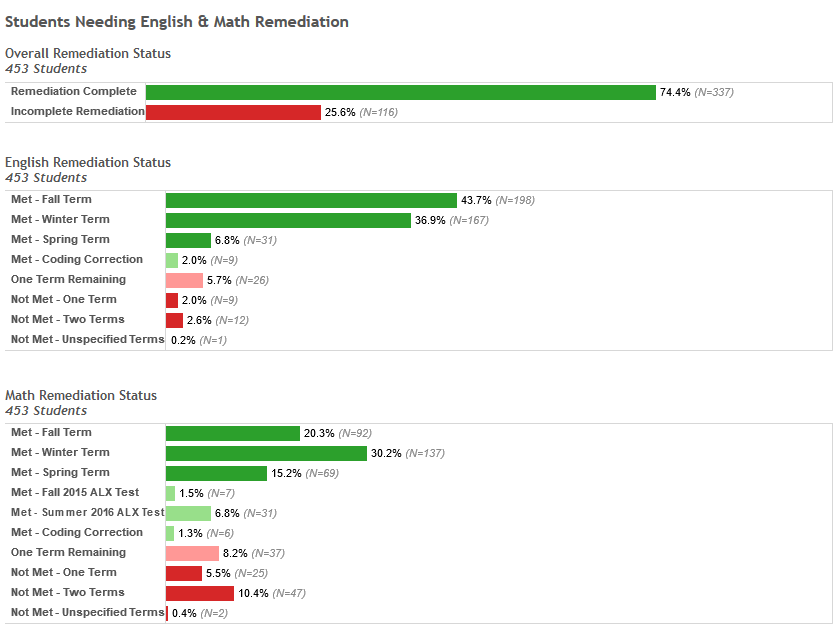 Students Needing English & Math Remediation
Overall Remediation Status
453 Students
Remediation Complete 74.4% (N=337)
Incomplete Remediation 25.6% (N=116)
English Remediation Status
453 Students
Met - Fall Term 43.7% (N=198)
Met - Winter Term 36.9% (N=167)
Met - Spring Term 6.8% (N=31)
Met - Coding Correction 2.0% (N=9)
One Term Remaining 5.7% (N=26)
Not Met - One Term 2.0% (N=9)
Not Met - Two Terms 2.6% (N=12)
Not Met - Unspecified Terms 0.2% (N=1)
Math Remediation Status
453 Students
Met - Fall Term 20.3% (N=92)
Met - Winter Term 30.2% (N=137)
Met - Spring Term 15.2% (N=69)
Met - Fall 2015 ALX Test 1.5% (N=7)
Met - Summer 2016 ALX Test 6.8% (N=31)
Met - Coding Correction 1.3% (N=6)
One Term Remaining 8.2% (N=37)
Not Met - One Term 5.5% (N=25)
Not Met - Two Terms 10.4% (N=47)
Not Met - Unspecified Terms 0.4% (N=2)